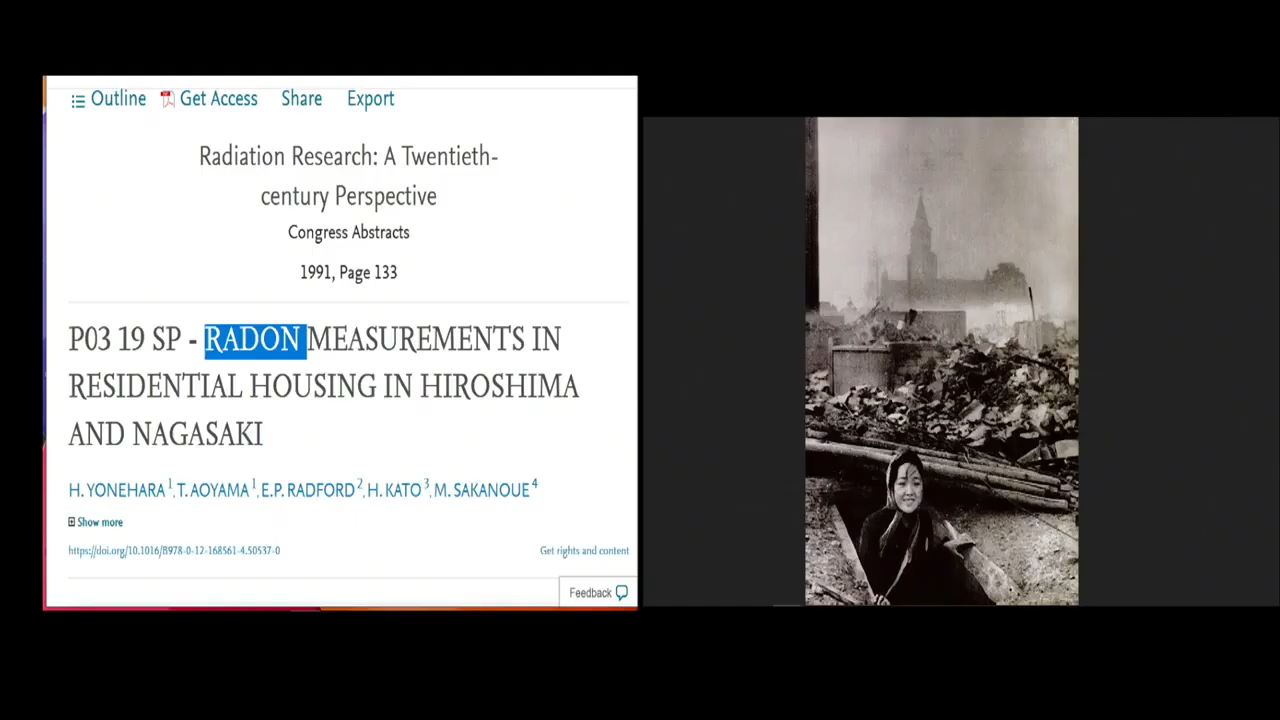 Outline Get Access Share Export
Radiation Research: A Twentieth-
century Perspective
Congress Abstracts
1991, Page 133
P03 19 SP - RADON MEASUREMENTS IN
RESIDENTIAL HOUSING IN HIROSHIMA
AND NAGASAKI
H. YONEHARA 1, T. AOYAMA 1, E.P. RADFORD 2, H. KATO 3, M. SAKANOUE 4
Show more
https://doi.org/10.1016/B978-0-12-168561-4.50537-0 Get rights and content
Feedback